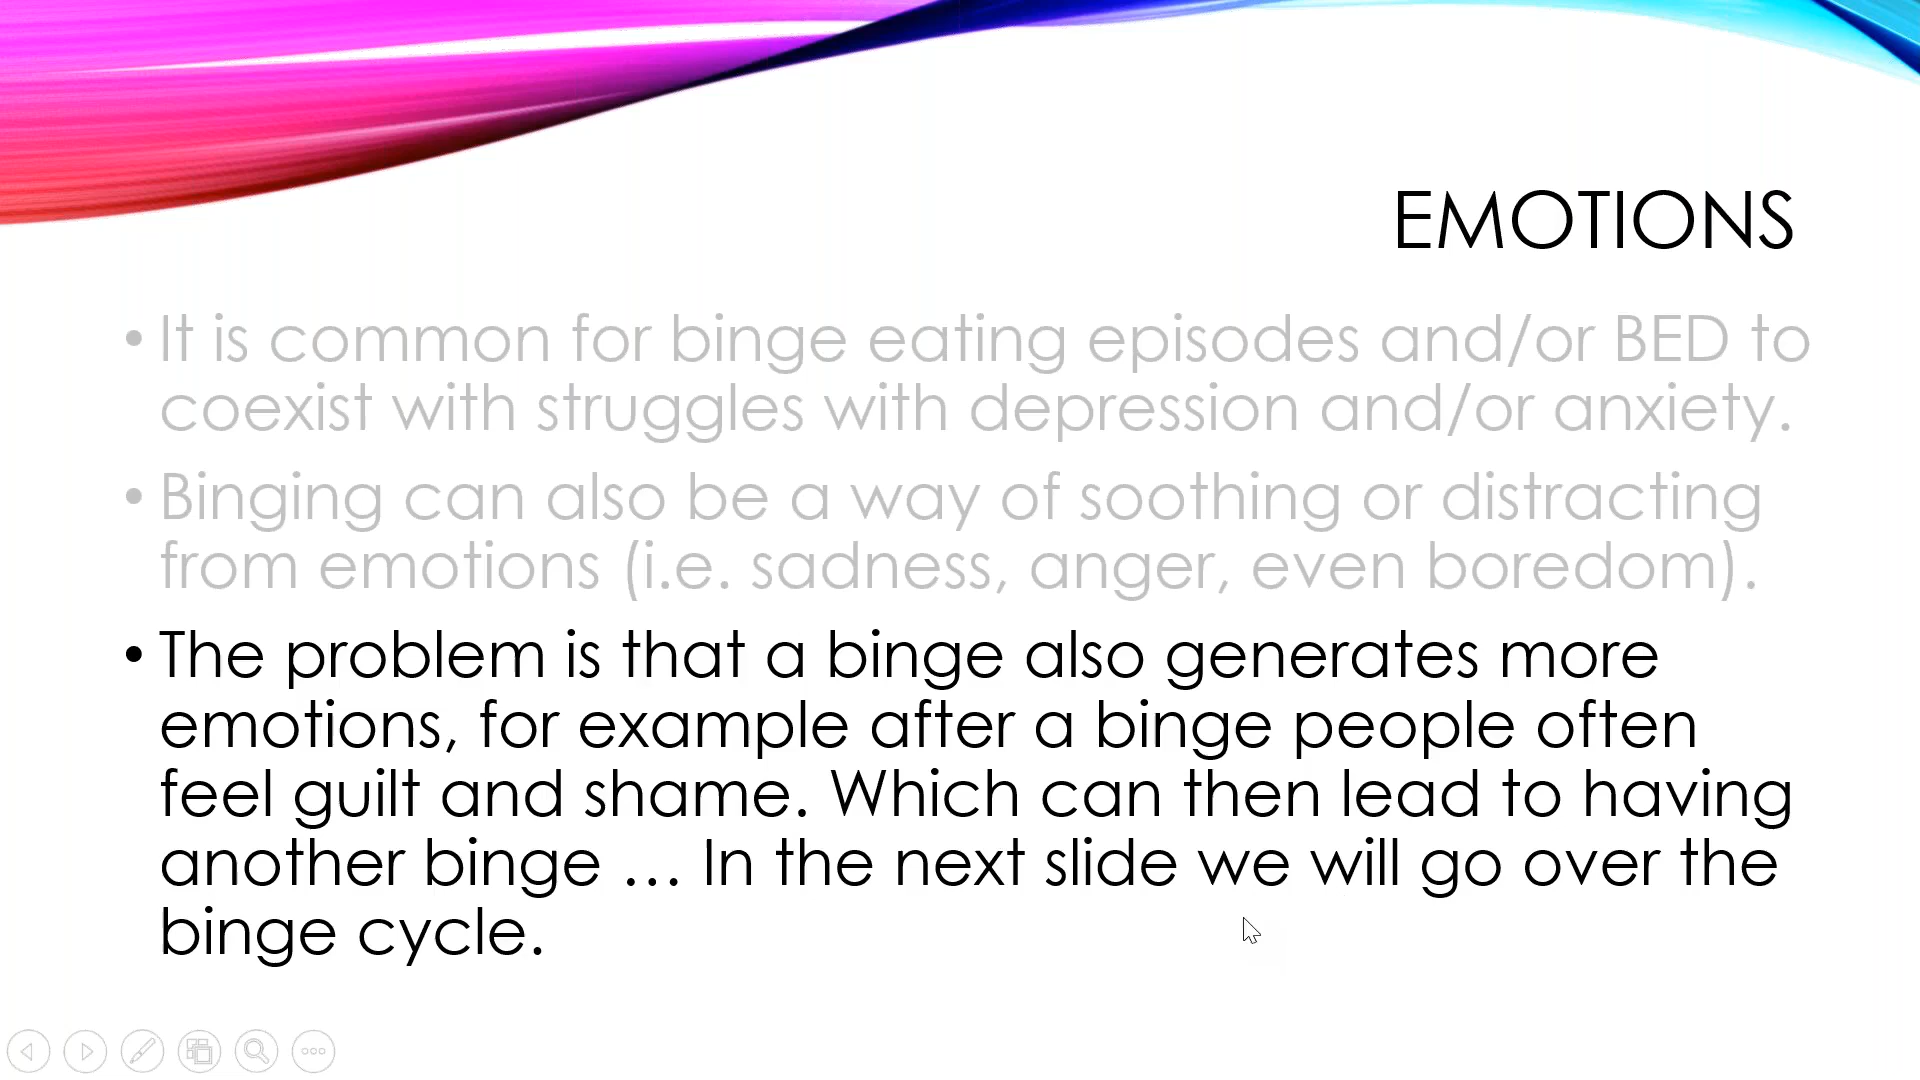 EMOTIONS
• It is common for binge eating episodes and/or BED to
coexist with struggles with depression and/or anxiety.
• Binging can also be a way of soothing or distracting
from emotions (i.e. sadness, anger, even boredom).
• The problem is that a binge also generates more
emotions, for example after a binge people often
feel guilt and shame. Which can then lead to having
another binge … In the next slide we will go over the
binge cycle.